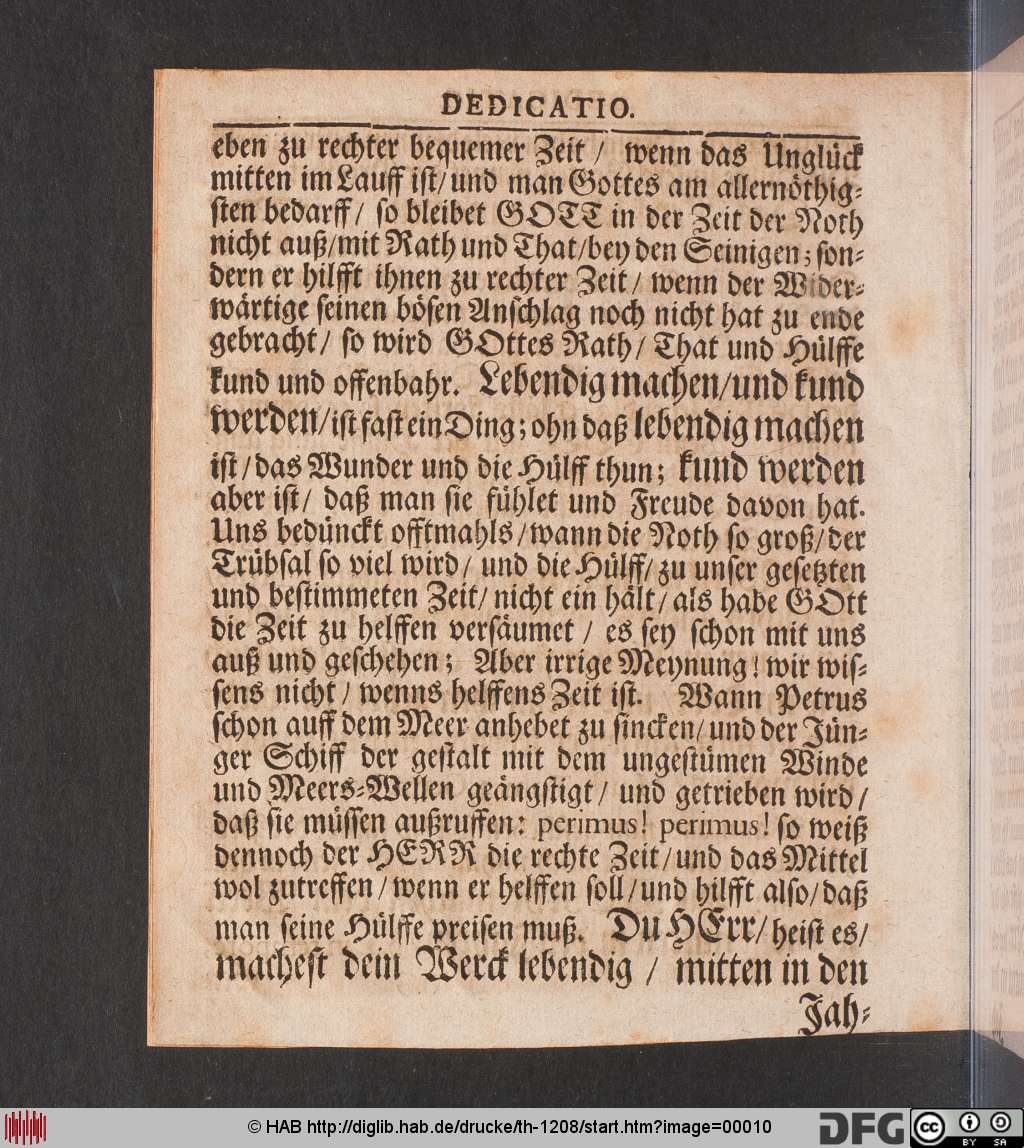 DEDICATIO.
eben zu rechter bequemer Zeit / wenn das Unglück
mitten im Lauff ist/und man Gottes am allernöthig-
sten bedarff/ so bleibet GOTT in der Zeit der Noth
nicht auß/mit Rath und That/bey den Seinigen; son-
dern er hilfft ihnen zu rechter Zeit/ wenn der Wider-
wärtige seinen bösen Anschlag noch nicht hat zu ende
gebracht/ so wird GOttes Rath/ That und Hülffe
kund und offenbahr. Lebendig machen/und kund
werden/ist fast ein Ding; ohn daß lebendig machen
ist/das Wunder und die Hülff thun; kund werden
aber ist/ daß man sie fühlet und Freude davon hat.
Uns bedünckt offtmahls/wann die Noth so groß/der
Trübsal so viel wird/ und die Hülff/zu unser gesetzten
und bestimmeten Zeit/nicht ein hält/als habe GOtt
die Zeit zu helffen versäumet / es sey schon mit uns
auß und geschehen; Aber irrige Meynung! wir wis-
sens nicht/ wenns helffens Zeit ist. Wann Petrus
schon auff dem Meer anhebet zu sincken/und der Jün-
ger Schiff der gestalt mit dem ungestümen Winde
und Meers-Wellen geängstigt/ und getrieben wird/
daß sie müssen außruffen: perimus! perimus! so weiß
dennoch der HERR die rechte Zeit/und das Mittel
wol zutreffen/wenn er helffen soll/und hilfft also/daß
man seine Hülffe preisen muß. Du HErr/ heist es/
machest dein Werck lebendig / mitten in den
Jah-
© HAB http://diglib.hab.de/drucke/th-1208/start.htm?image=00010
DFG
cc
BY SA